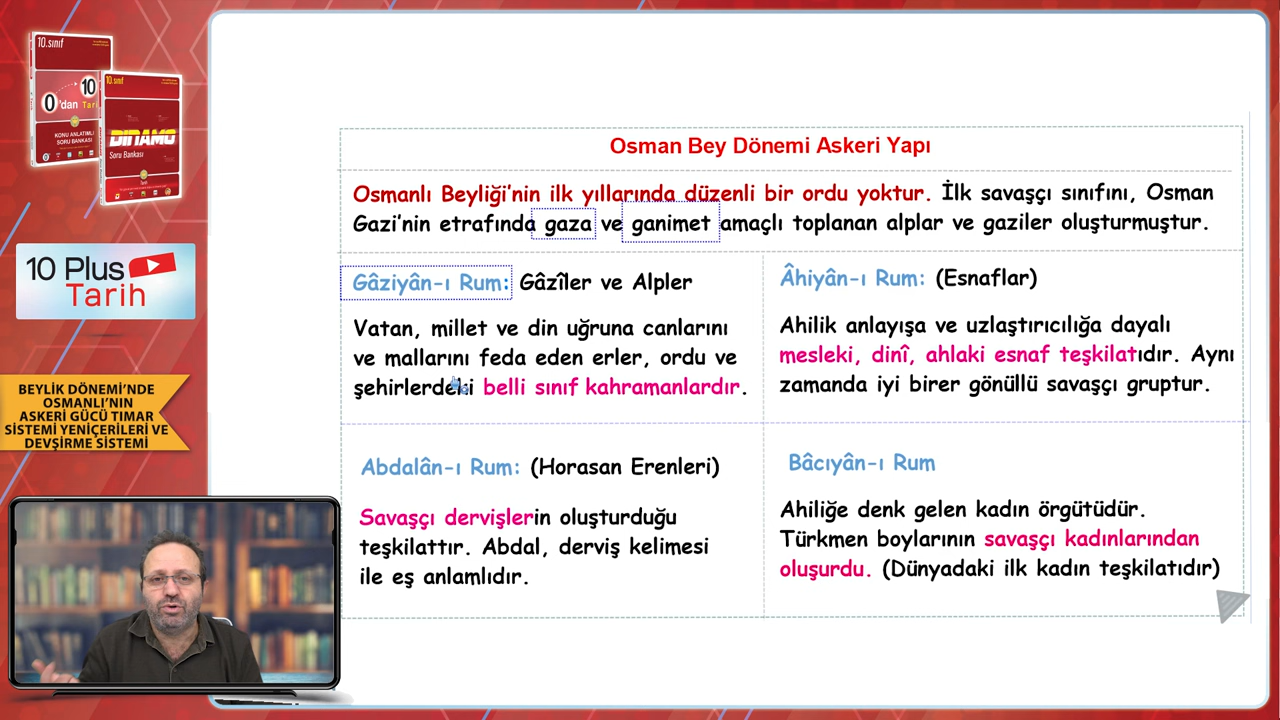 10.sınıf
0'dan 10
Tarih
KONU ANLATIMLI
SORU BANKASI
10.sınıf
DINAMO
Soru Bankası
Tarih
10 Plus
Tarih
BEYLİK DÖNEMİ'NDE
OSMANLI'NIN
ASKERİ GÜCÜ TIMAR
SİSTEMİ YENİÇERİLERİ VE
DEVŞİRME SİSTEMİ
Osman Bey Dönemi Askeri Yapı
Osmanlı Beyliği'nin ilk yıllarında düzenli bir ordu yoktur. İlk savaşçı sınıfını, Osman
Gazi'nin etrafında gaza ve ganimet amaçlı toplanan alplar ve gaziler oluşturmuştur.
Gâziyân-ı Rum: Gâzîler ve Alpler
Vatan, millet ve din uğruna canlarını
ve mallarını feda eden erler, ordu ve
şehirlerdeki belli sınıf kahramanlardır.
Âhiyân-ı Rum: (Esnaflar)
Ahilik anlayışa ve uzlaştırıcılığa dayalı
mesleki, dinî, ahlaki esnaf teşkilatıdır. Aynı
zamanda iyi birer gönüllü savaşçı gruptur.
Abdalân-ı Rum: (Horasan Erenleri)
Savaşçı dervişlerin oluşturduğu
teşkilattır. Abdal, derviş kelimesi
ile eş anlamlıdır.
Bâcıyân-ı Rum
Ahiliğe denk gelen kadın örgütüdür.
Türkmen boylarının savaşçı kadınlarından
oluşurdu. (Dünyadaki ilk kadın teşkilatıdır)